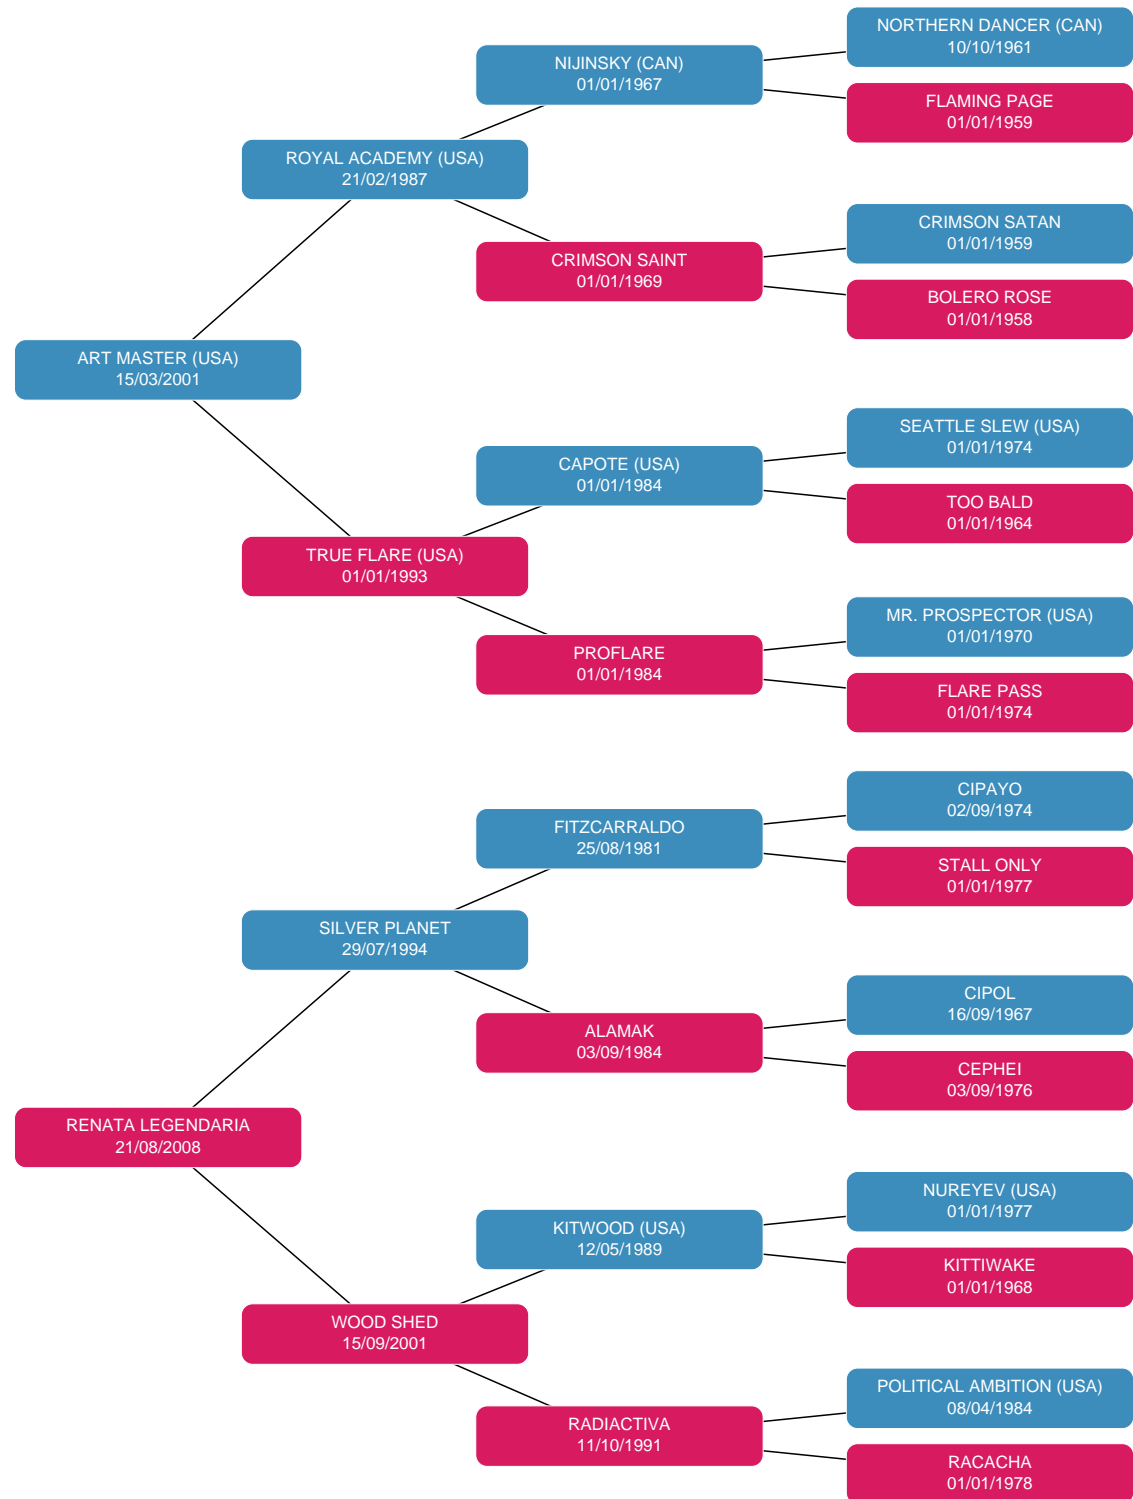 NORTHERN DANCER (CAN)
10/10/1961
NIJINSKY (CAN)
01/01/1967
FLAMING PAGE
01/01/1959
ROYAL ACADEMY (USA)
21/02/1987
CRIMSON SATAN
01/01/1959
CRIMSON SAINT
01/01/1969
BOLERO ROSE
01/01/1958
ART MASTER (USA)
15/03/2001
SEATTLE SLEW (USA)
01/01/1974
CAPOTE (USA)
01/01/1984
TOO BALD
01/01/1964
TRUE FLARE (USA)
01/01/1993
MR. PROSPECTOR (USA)
01/01/1970
PROFLARE
01/01/1984
FLARE PASS
01/01/1974
CIPAYO
02/09/1974
FITZCARRALDO
25/08/1981
STALL ONLY
01/01/1977
SILVER PLANET
29/07/1994
CIPOL
16/09/1967
ALAMAK
03/09/1984
CEPHEI
03/09/1976
RENATA LEGENDARIA
21/08/2008
NUREYEV (USA)
01/01/1977
KITWOOD (USA)
12/05/1989
KITTIWAKE
01/01/1968
WOOD SHED
15/09/2001
POLITICAL AMBITION (USA)
08/04/1984
RADIACTIVA
11/10/1991
RACACHA
01/01/1978